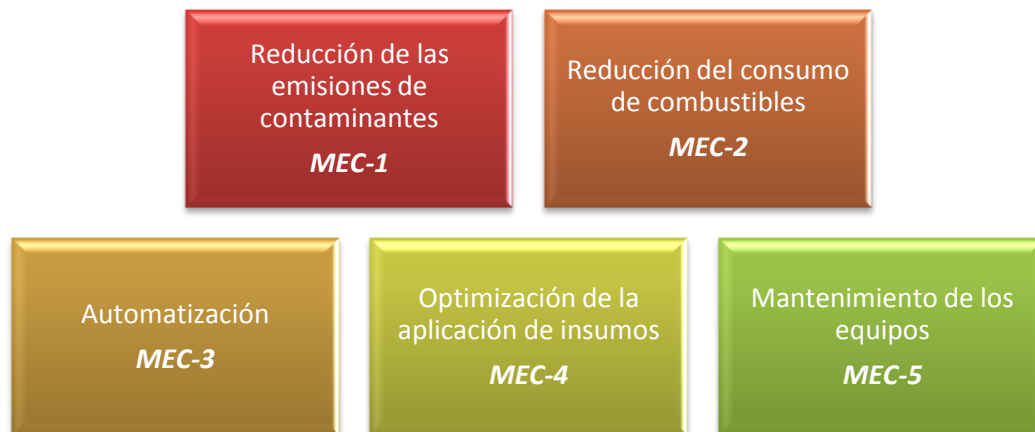 Reducción de las
emisiones de
contaminantes
MEC-1
Reducción del consumo
de combustibles
MEC-2
Automatización
MEC-3
Optimización de la
aplicación de insumos
MEC-4
Mantenimiento de los
equipos
MEC-5